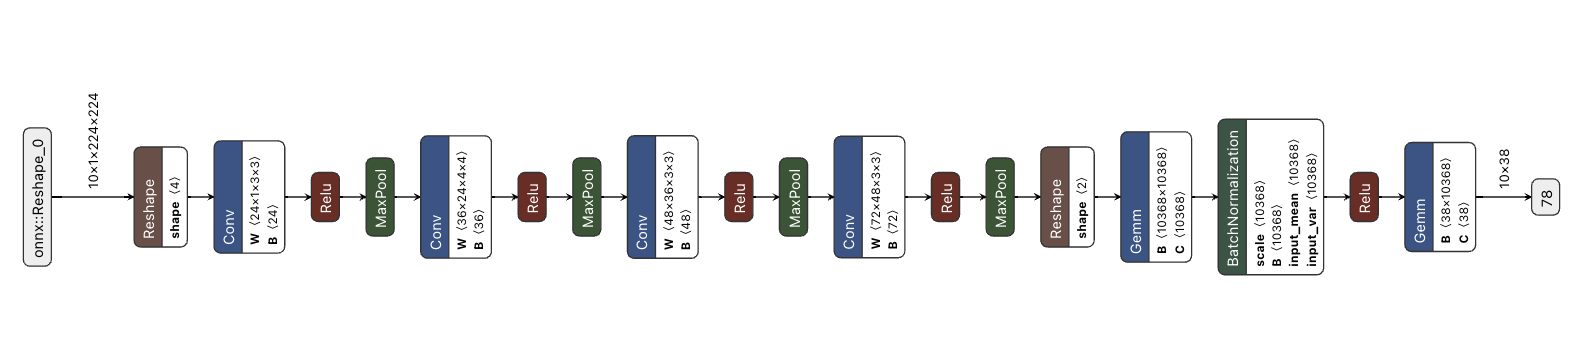 onnx::Reshape_0
10×1×224×224
Reshape
shape ⟨4⟩
Conv
W ⟨24×1×3×3⟩
B ⟨24⟩
Relu
MaxPool
Conv
W ⟨36×24×4×4⟩
B ⟨36⟩
Relu
MaxPool
Conv
W ⟨48×36×3×3⟩
B ⟨48⟩
Relu
MaxPool
Conv
W ⟨72×48×3×3⟩
B ⟨72⟩
Relu
MaxPool
Reshape
shape ⟨2⟩
Gemm
B ⟨10368×10368⟩
C ⟨10368⟩
BatchNormalization
scale ⟨10368⟩
B ⟨10368⟩
input_mean ⟨10368⟩
input_var ⟨10368⟩
Relu
Gemm
B ⟨38×10368⟩
C ⟨38⟩
10×38
78